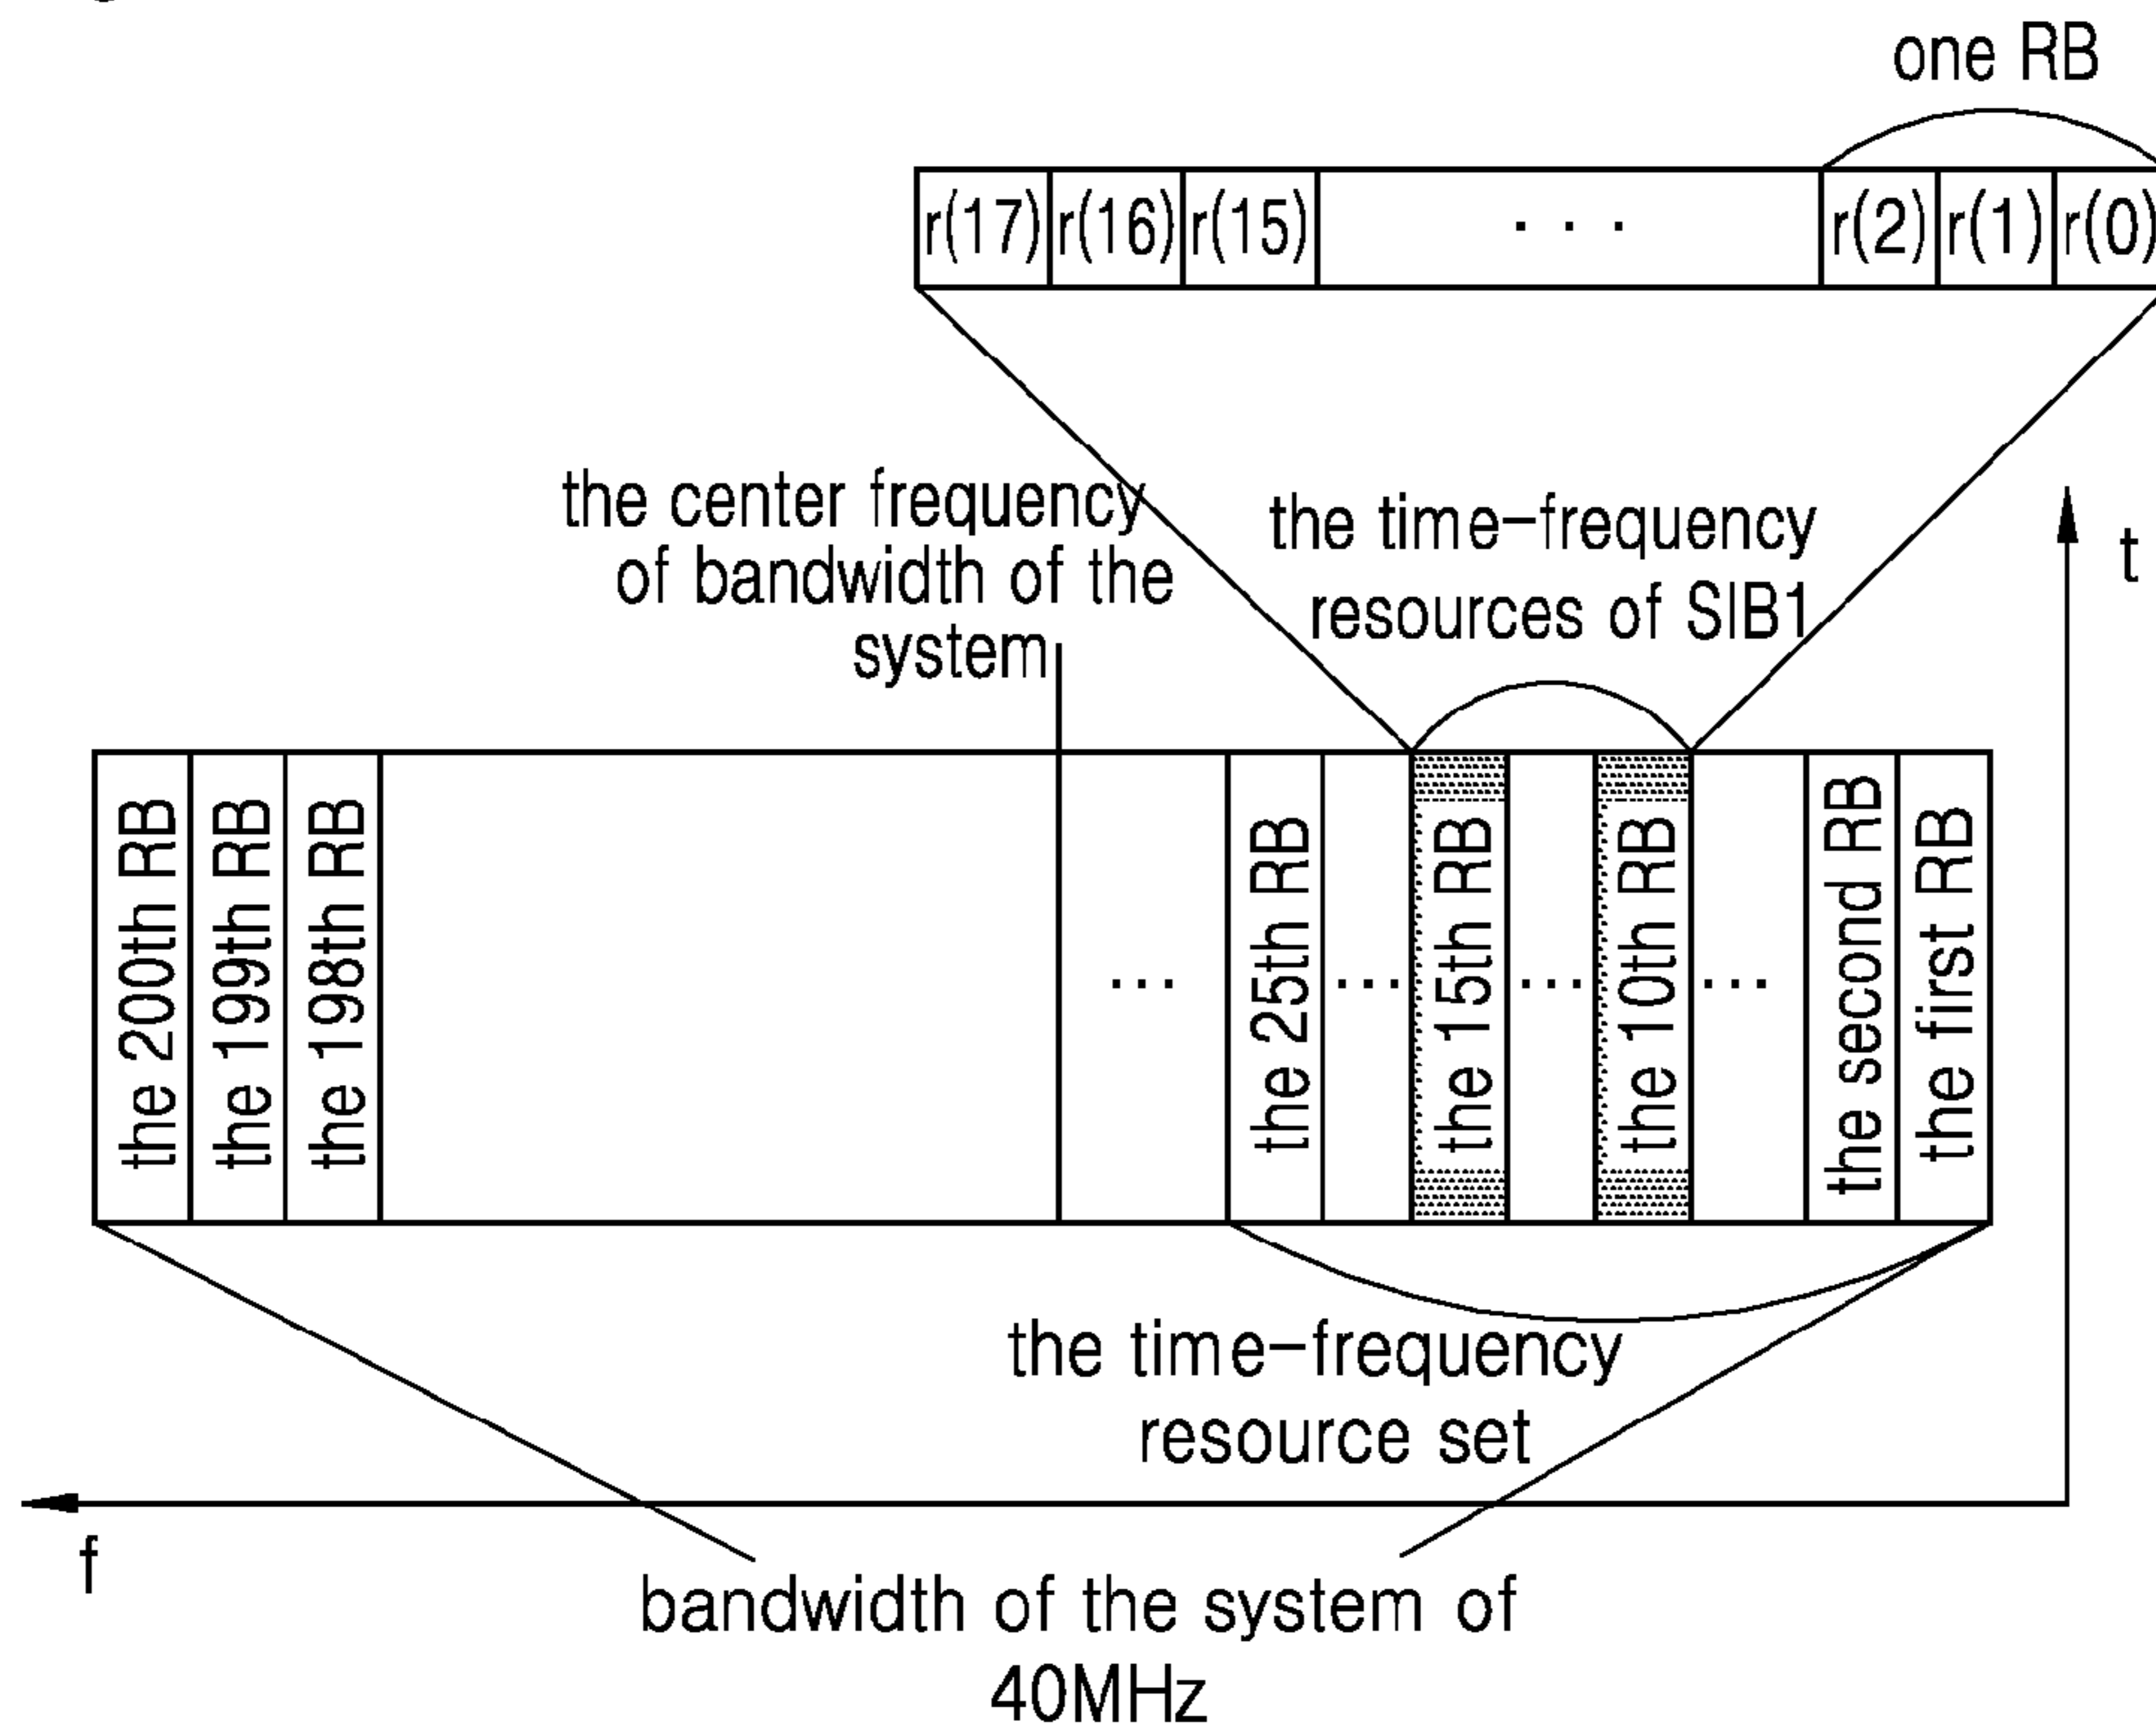 one RB
r(17) r(16) r(15) ... r(2) r(1) r(0)
the center frequency
of bandwidth of the
system
the time-frequency
resources of SIB1
t
the 200th RB
the 199th RB
the 198th RB
...
the 25th RB
...
the 15th RB
...
the 10th RB
...
the second RB
the first RB
the time-frequency
resource set
f
bandwidth of the system of
40MHz